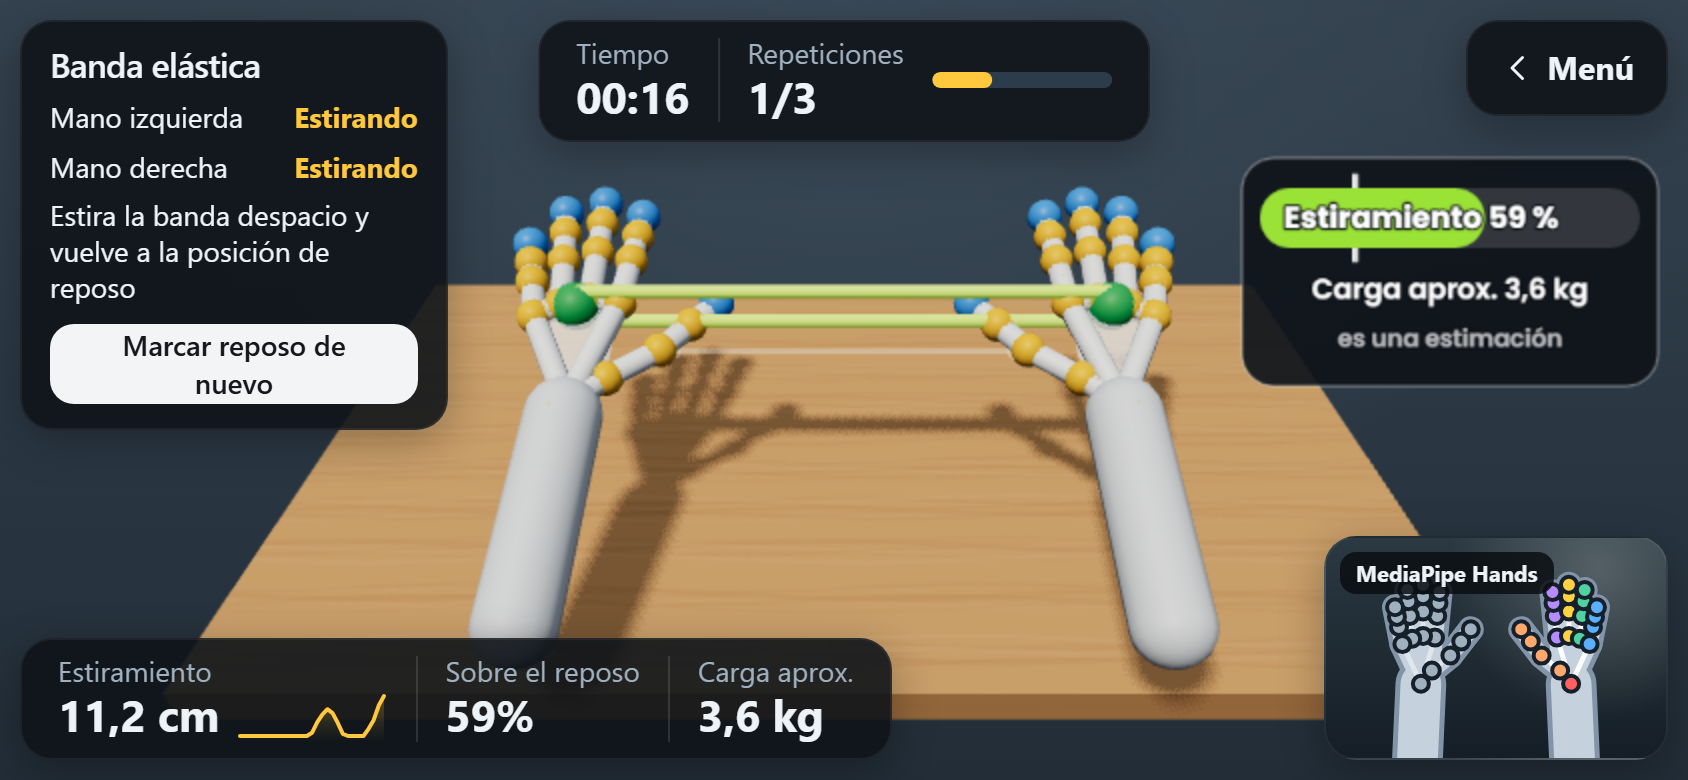 Banda elástica
Mano izquierda Estirando
Mano derecha Estirando
Estira la banda despacio y
vuelve a la posición de
reposo
Marcar reposo de
nuevo
Tiempo
00:16
Repeticiones
1/3
Menú
Estiramiento 59 %
Carga aprox. 3,6 kg
es una estimación
Estiramiento
11,2 cm
Sobre el reposo
59%
Carga aprox.
3,6 kg
MediaPipe Hands